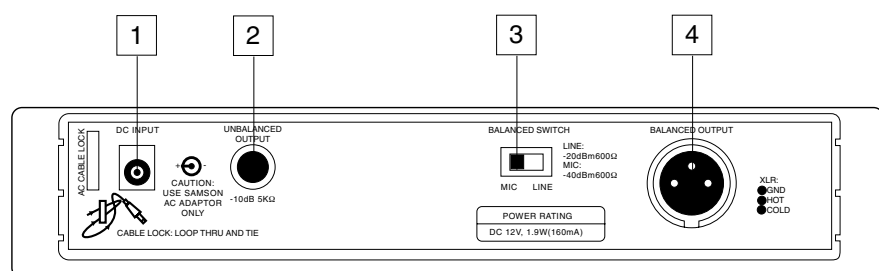 1
2
3
4
AC CABLE LOCK
DC INPUT
+ -
CAUTION:
USE SAMSON
AC ADAPTOR
ONLY
CABLE LOCK: LOOP THRU AND TIE
UNBALANCED
OUTPUT
-10dB 5KΩ
BALANCED SWITCH
LINE:
-20dBm600Ω
MIC:
-40dBm600Ω
MIC LINE
POWER RATING
DC 12V, 1.9W(160mA)
BALANCED OUTPUT
XLR:
GND
HOT
COLD